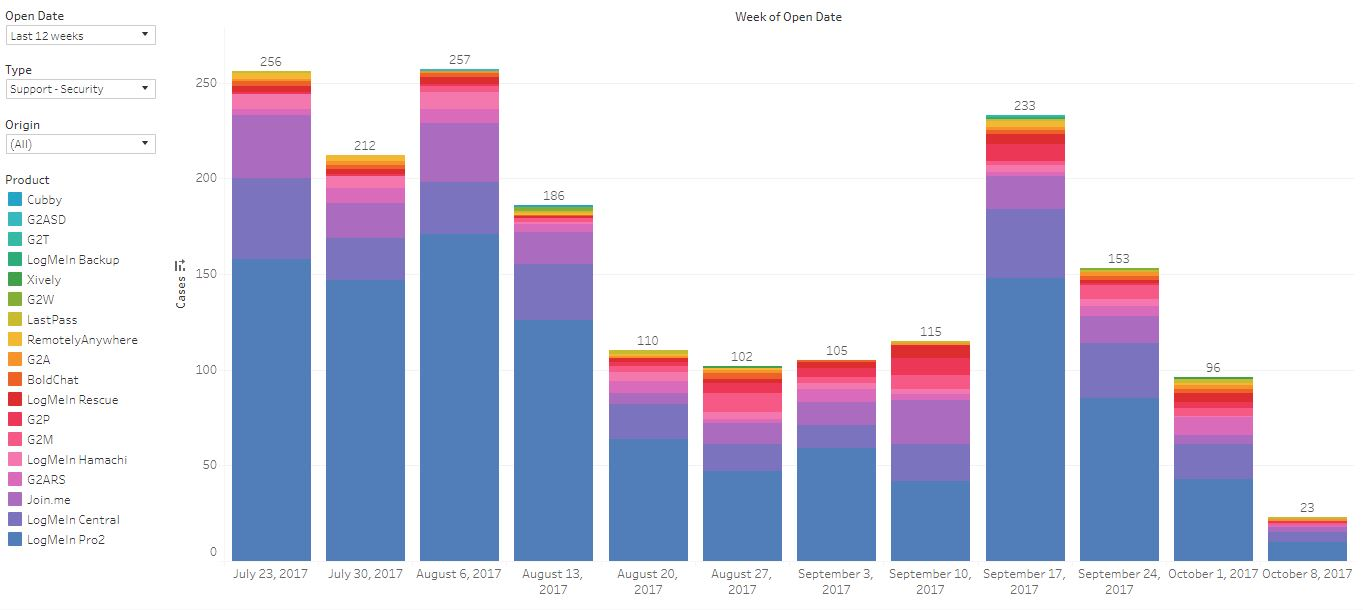 Open Date
Last 12 weeks
Type
Support - Security
Origin
(All)
Product
Cubby
G2ASD
G2T
LogMeIn Backup
Xively
G2W
LastPass
RemotelyAnywhere
G2A
BoldChat
LogMeIn Rescue
G2P
G2M
LogMeIn Hamachi
G2ARS
Join.me
LogMeIn Central
LogMeIn Pro2
Week of Open Date
Cases
250
200
150
100
50
0
256
212
257
186
110
102
105
115
233
153
96
23
July 23, 2017
July 30, 2017
August 6, 2017
August 13,
2017
August 20,
2017
August 27,
2017
September 3,
2017
September 10,
2017
September 17,
2017
September 24,
2017
October 1, 2017
October 8, 2017